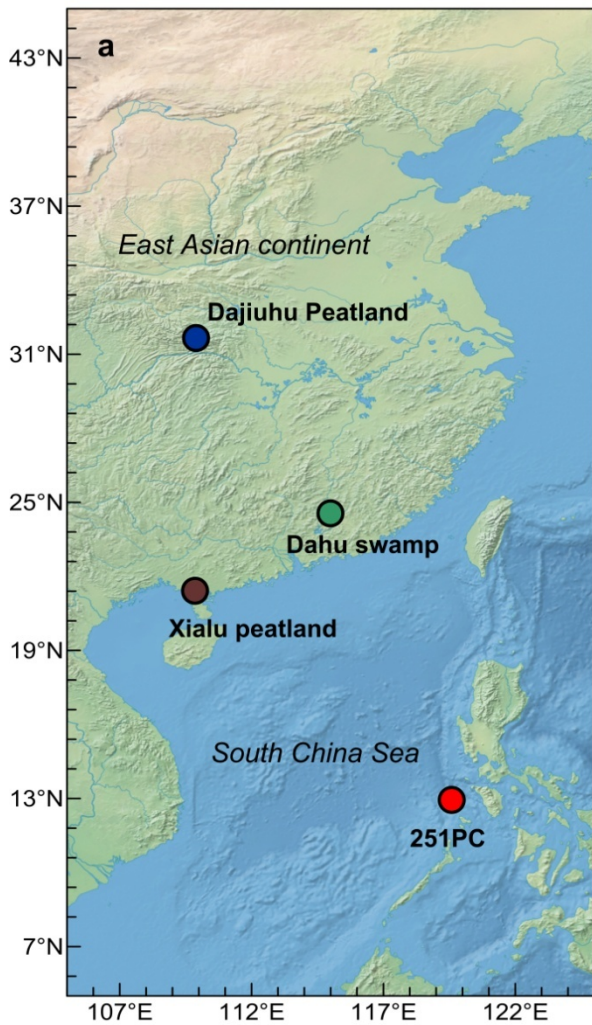 a
43°N
37°N
East Asian continent
Dajiuhu Peatland
31°N
25°N
Dahu swamp
Xialu peatland
19°N
South China Sea
13°N
251PC
7°N
107°E 112°E 117°E 122°E